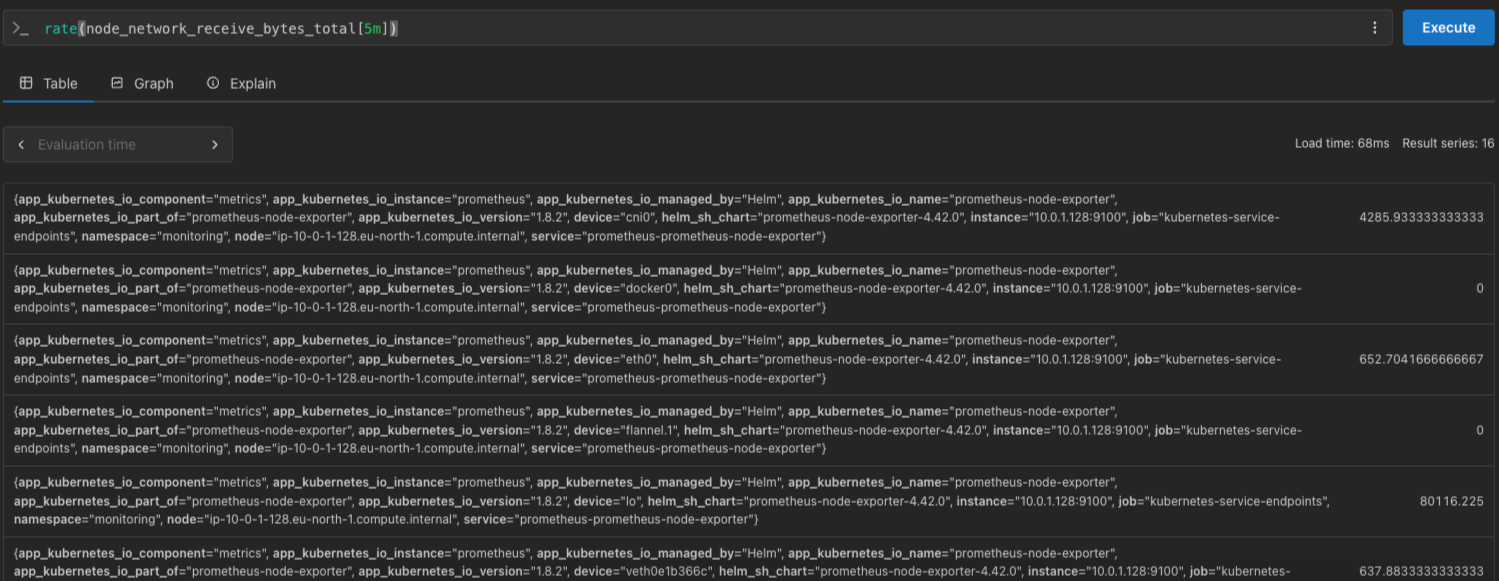 >_ rate(node_network_receive_bytes_total[5m])
Execute
Table Graph Explain
Evaluation time
Load time: 68ms Result series: 16
{app_kubernetes_io_component="metrics", app_kubernetes_io_instance="prometheus", app_kubernetes_io_managed_by="Helm", app_kubernetes_io_name="prometheus-node-exporter",
app_kubernetes_io_part_of="prometheus-node-exporter", app_kubernetes_io_version="1.8.2", device="cni0", helm_sh_chart="prometheus-node-exporter-4.42.0", instance="10.0.1.128:9100", job="kubernetes-service-
endpoints", namespace="monitoring", node="ip-10-0-1-128.eu-north-1.compute.internal", service="prometheus-prometheus-node-exporter"}
4285.933333333333
{app_kubernetes_io_component="metrics", app_kubernetes_io_instance="prometheus", app_kubernetes_io_managed_by="Helm", app_kubernetes_io_name="prometheus-node-exporter",
app_kubernetes_io_part_of="prometheus-node-exporter", app_kubernetes_io_version="1.8.2", device="docker0", helm_sh_chart="prometheus-node-exporter-4.42.0", instance="10.0.1.128:9100", job="kubernetes-service-
endpoints", namespace="monitoring", node="ip-10-0-1-128.eu-north-1.compute.internal", service="prometheus-prometheus-node-exporter"}
0
{app_kubernetes_io_component="metrics", app_kubernetes_io_instance="prometheus", app_kubernetes_io_managed_by="Helm", app_kubernetes_io_name="prometheus-node-exporter",
app_kubernetes_io_part_of="prometheus-node-exporter", app_kubernetes_io_version="1.8.2", device="eth0", helm_sh_chart="prometheus-node-exporter-4.42.0", instance="10.0.1.128:9100", job="kubernetes-service-
endpoints", namespace="monitoring", node="ip-10-0-1-128.eu-north-1.compute.internal", service="prometheus-prometheus-node-exporter"}
652.7041666666667
{app_kubernetes_io_component="metrics", app_kubernetes_io_instance="prometheus", app_kubernetes_io_managed_by="Helm", app_kubernetes_io_name="prometheus-node-exporter",
app_kubernetes_io_part_of="prometheus-node-exporter", app_kubernetes_io_version="1.8.2", device="flannel.1", helm_sh_chart="prometheus-node-exporter-4.42.0", instance="10.0.1.128:9100", job="kubernetes-service-
endpoints", namespace="monitoring", node="ip-10-0-1-128.eu-north-1.compute.internal", service="prometheus-prometheus-node-exporter"}
0
{app_kubernetes_io_component="metrics", app_kubernetes_io_instance="prometheus", app_kubernetes_io_managed_by="Helm", app_kubernetes_io_name="prometheus-node-exporter",
app_kubernetes_io_part_of="prometheus-node-exporter", app_kubernetes_io_version="1.8.2", device="lo", helm_sh_chart="prometheus-node-exporter-4.42.0", instance="10.0.1.128:9100", job="kubernetes-service-endpoints",
namespace="monitoring", node="ip-10-0-1-128.eu-north-1.compute.internal", service="prometheus-prometheus-node-exporter"}
80116.225
{app_kubernetes_io_component="metrics", app_kubernetes_io_instance="prometheus", app_kubernetes_io_managed_by="Helm", app_kubernetes_io_name="prometheus-node-exporter",
app_kubernetes_io_part_of="prometheus-node-exporter", app_kubernetes_io_version="1.8.2", device="veth0e1b366c", helm_sh_chart="prometheus-node-exporter-4.42.0", instance="10.0.1.128:9100", job="kubernetes-
637.8833333333333